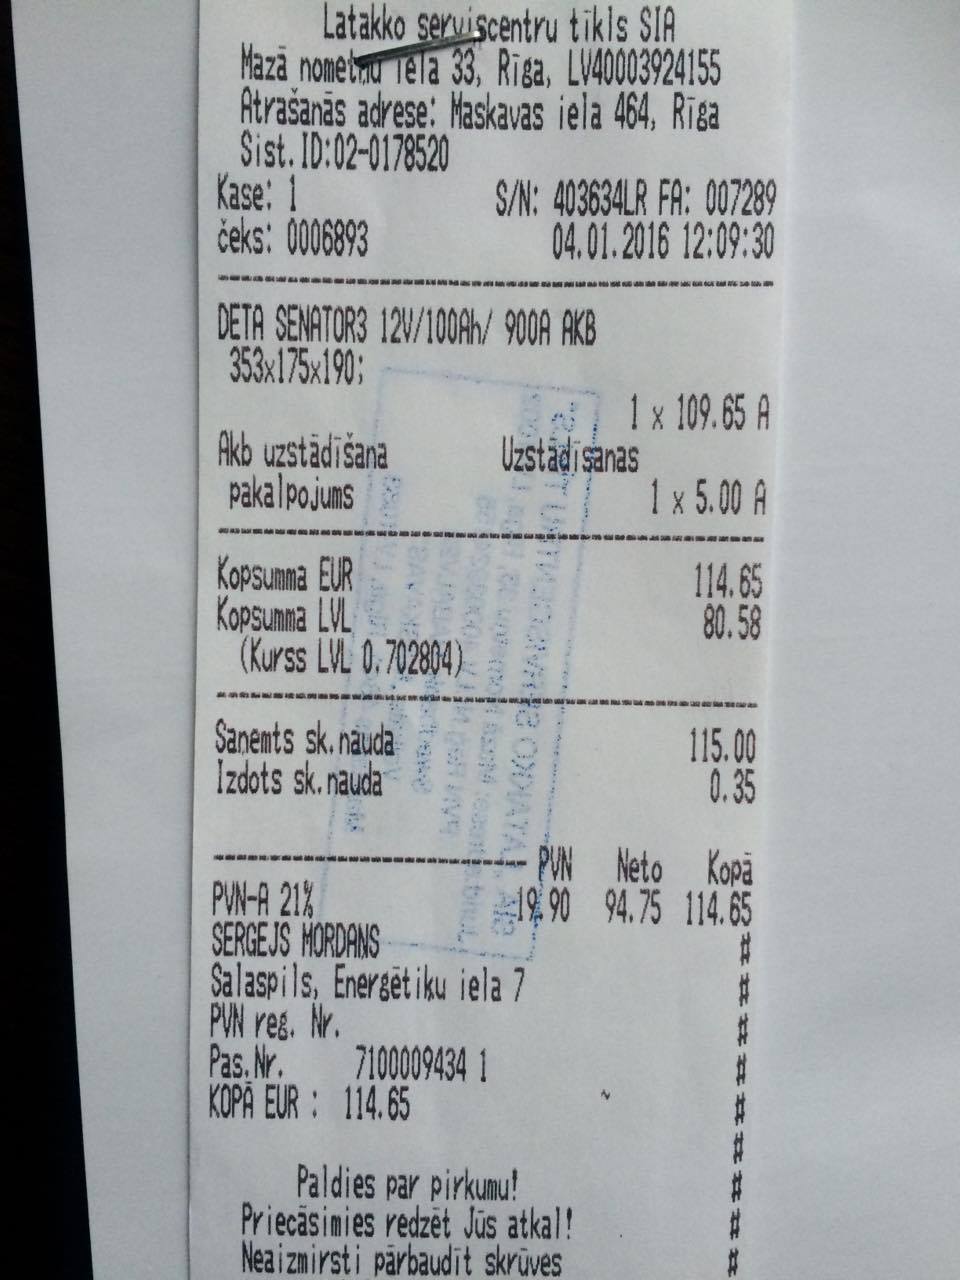 Latakko serviscentru tīkls SIA
Mazā nometņu iela 33, Rīga, LV40003924155
Atrašanās adrese: Maskavas iela 464, Rīga
Sist.ID:02-0178520
Kase: 1 S/N: 403634LR FA: 007289
čeks: 0006893 04.01.2016 12:09:30
DETA SENATOR3 12V/100Ah/ 900A AKB
353x175x190;
1 x 109.65 A
Akb uzstādīšana Uzstādīsanas
pakalpojums 1 x 5.00 A
Kopsumma EUR 114.65
Kopsumma LVL 80.58
(Kurss LVL 0.702804)
Saņemts sk.nauda 115.00
Izdots sk.nauda 0.35
PVN Neto Kopā
PVN-A 21% 19.90 94.75 114.65
SERGEJS MORDANS #
Salaspils, Enerģētiķu iela 7 #
PVN reg. Nr. #
Pas.Nr. 7100009434 1 #
KOPĀ EUR : 114.65 #
#
Paldies par pirkumu! #
Priecāsimies redzēt Jūs atkal! #
Neaizmirsti pārbaudīt skrūves #